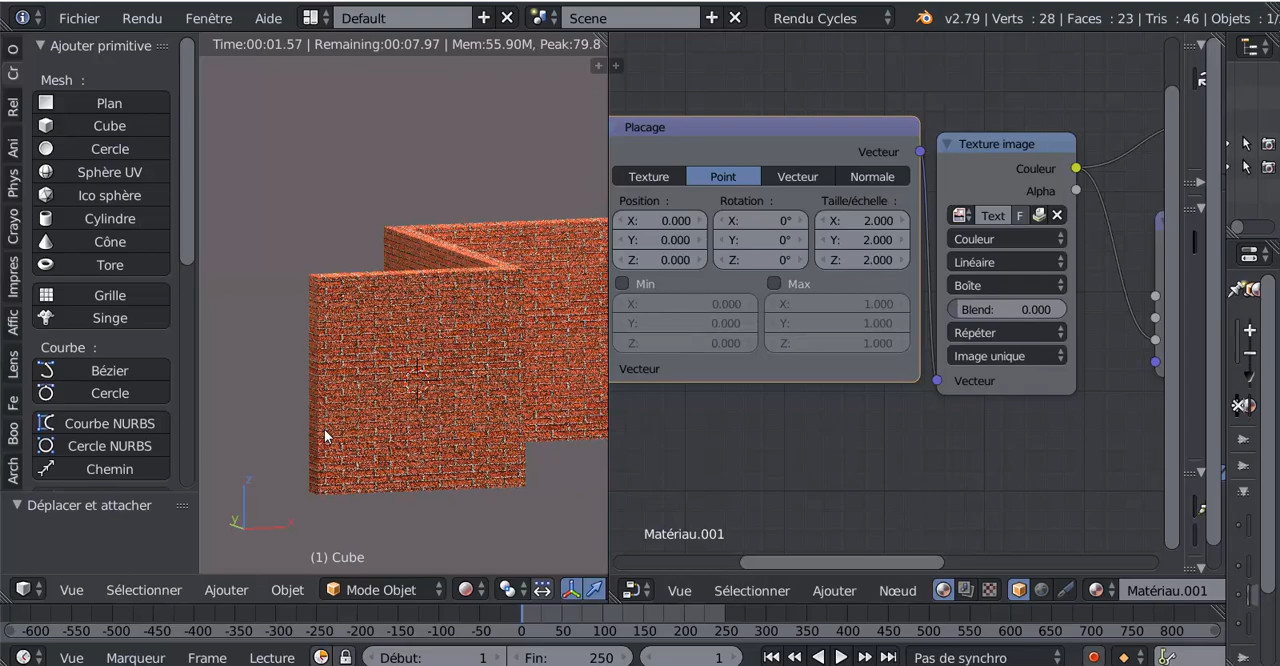 Fichier Rendu Fenêtre Aide Default Scene Rendu Cycles v2.79 | Verts : 28 | Faces : 23 | Tris : 46 | Objets : 1/
Ajouter primitive
Time:00:01.57 | Remaining:00:07.97 | Mem:55.90M, Peak:79.8
O
Cr
Rel
Ani
Phys
Crayo
Impres
Affic
Lens
Fe
Boo
Arch
Mesh :
Plan
Cube
Cercle
Sphère UV
Ico sphère
Cylindre
Cône
Tore
Grille
Singe
Courbe :
Bézier
Cercle
Courbe NURBS
Cercle NURBS
Chemin
Déplacer et attacher
z
y
x
(1) Cube
Placage
Vecteur
Texture Point Vecteur Normale
Position : Rotation : Taille/échelle :
X: 0.000 X: 0° X: 2.000
Y: 0.000 Y: 0° Y: 2.000
Z: 0.000 Z: 0° Z: 2.000
Min Max
X: 0.000 X: 1.000
Y: 0.000 Y: 1.000
Z: 0.000 Z: 1.000
Vecteur
Texture image
Couleur
Alpha
Text F
Couleur
Linéaire
Boîte
Blend: 0.000
Répéter
Image unique
Vecteur
Matériau.001
Vue Sélectionner Ajouter Objet Mode Objet
Vue Sélectionner Ajouter Nœud Matériau.001
-600 -550 -500 -450 -400 -350 -300 -250 -200 -150 -100 -50 0 50 100 150 200 250 300 350 400 450 500 550 600 650 700 750 800
Vue Marqueur Frame Lecture Début: 1 Fin: 250 1 Pas de synchro